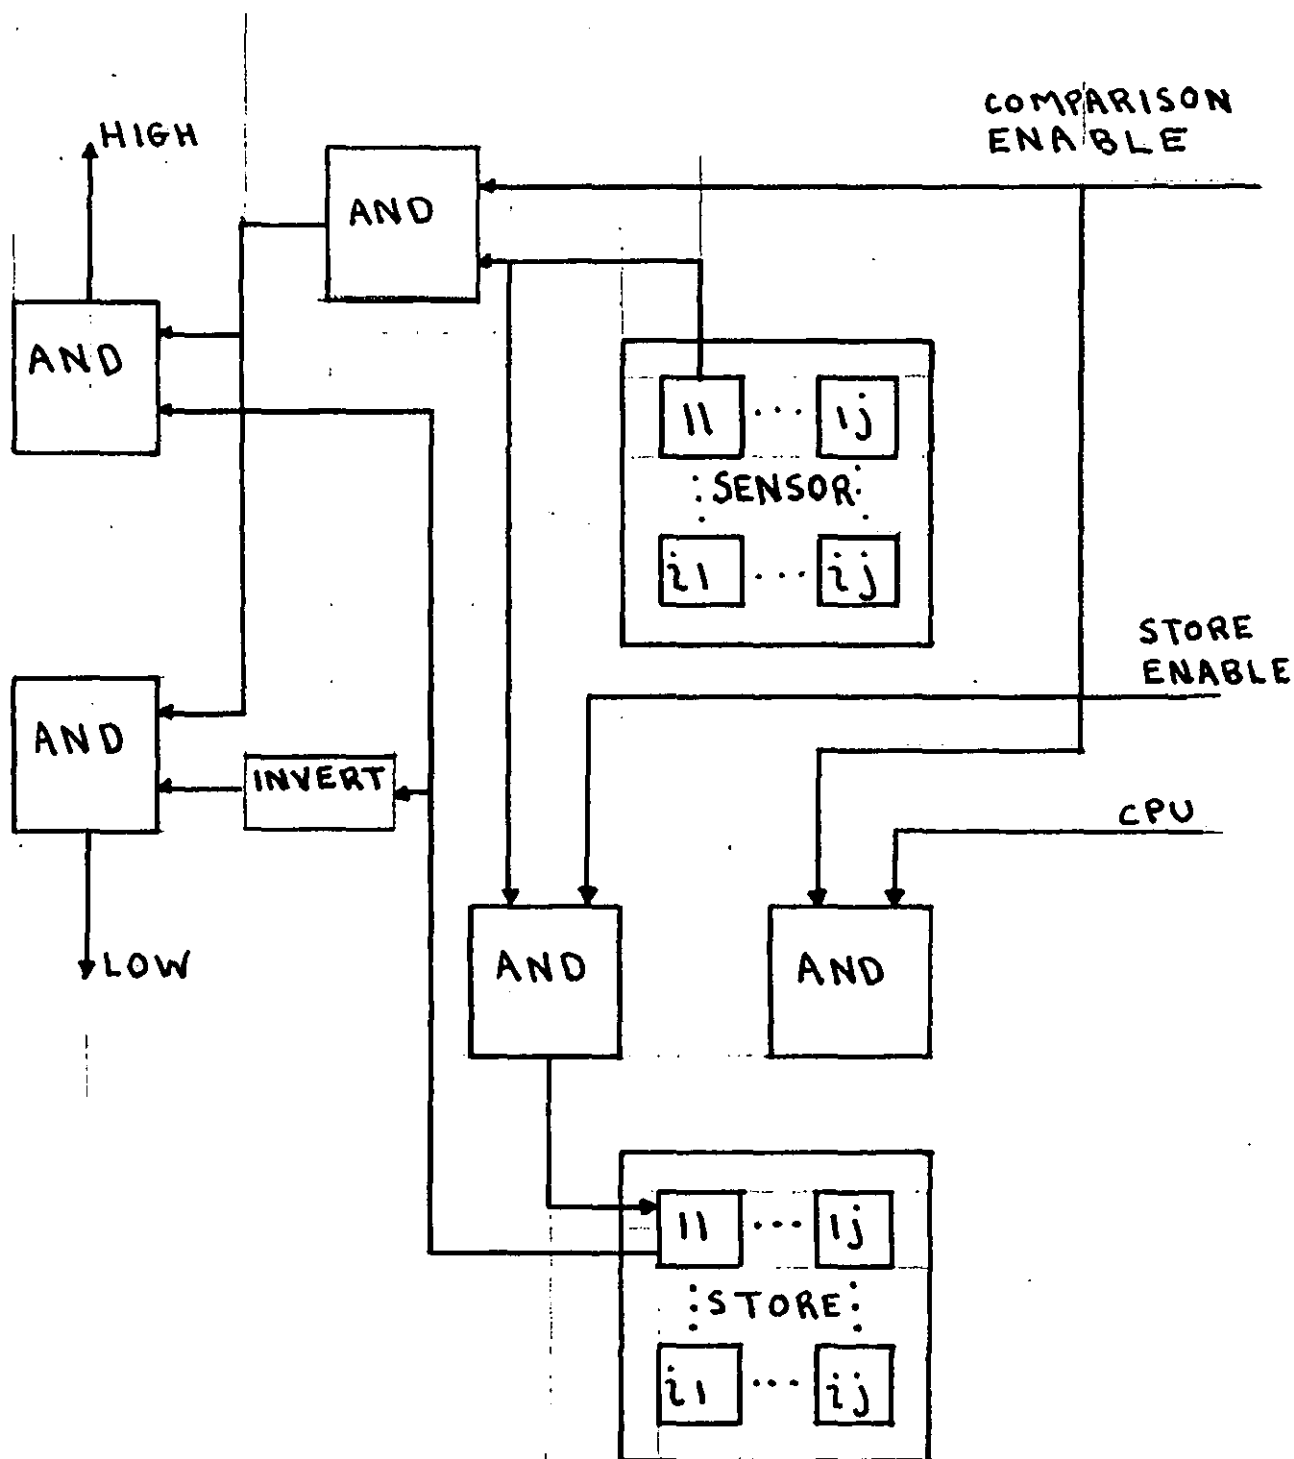 COMPARISON
ENABLE
HIGH
AND
AND
11 ... 1j
SENSOR
i1 ... ij
STORE
ENABLE
AND
INVERT
CPU
LOW
AND
AND
11 ... 1j
STORE
i1 ... ij